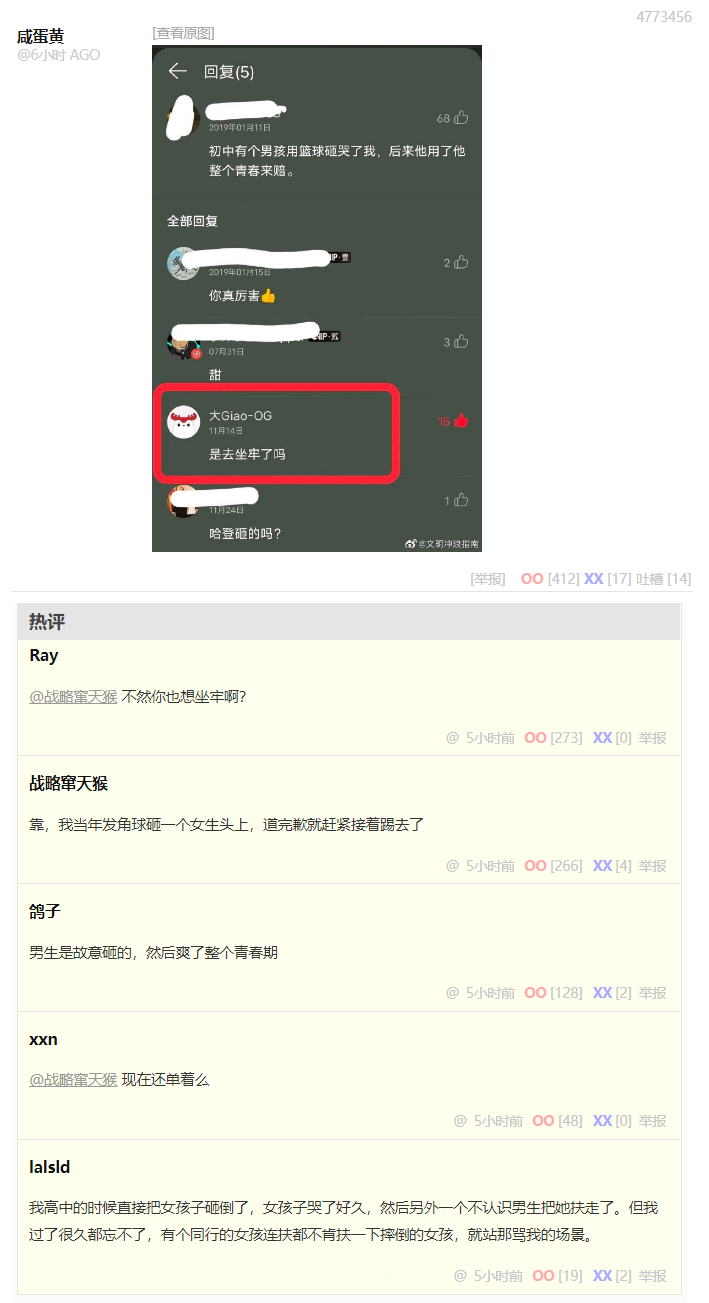 4773456
咸蛋黄
@6小时 AGO
[查看原图]
回复(5)
2019年01月11日
68
初中有个男孩用篮球砸哭了我，后来他用了他
整个青春来赔。
全部回复
NIP·壹
2019年01月15日
2
你真厉害👍
NIP·贰
07月31日
3
甜
大Giao-OG
11月14日
15
是去坐牢了吗
11月24日
1
哈登砸的吗?
@文明冲浪指南
[举报] OO [412] XX [17] 吐槽 [14]
热评
Ray
@战略窜天猴 不然你也想坐牢啊?
@ 5小时前 OO [273] XX [0] 举报
战略窜天猴
靠，我当年发角球砸一个女生头上，道完歉就赶紧接着踢去了
@ 5小时前 OO [266] XX [4] 举报
鸽子
男生是故意砸的，然后爽了整个青春期
@ 5小时前 OO [128] XX [2] 举报
xxn
@战略窜天猴 现在还单着么
@ 5小时前 OO [48] XX [0] 举报
lalsld
我高中的时候直接把女孩子砸倒了，女孩子哭了好久，然后另外一个不认识男生把她扶走了。但我
过了很久都忘不了，有个同行的女孩连扶都不肯扶一下摔倒的女孩，就站那骂我的场景。
@ 5小时前 OO [19] XX [2] 举报